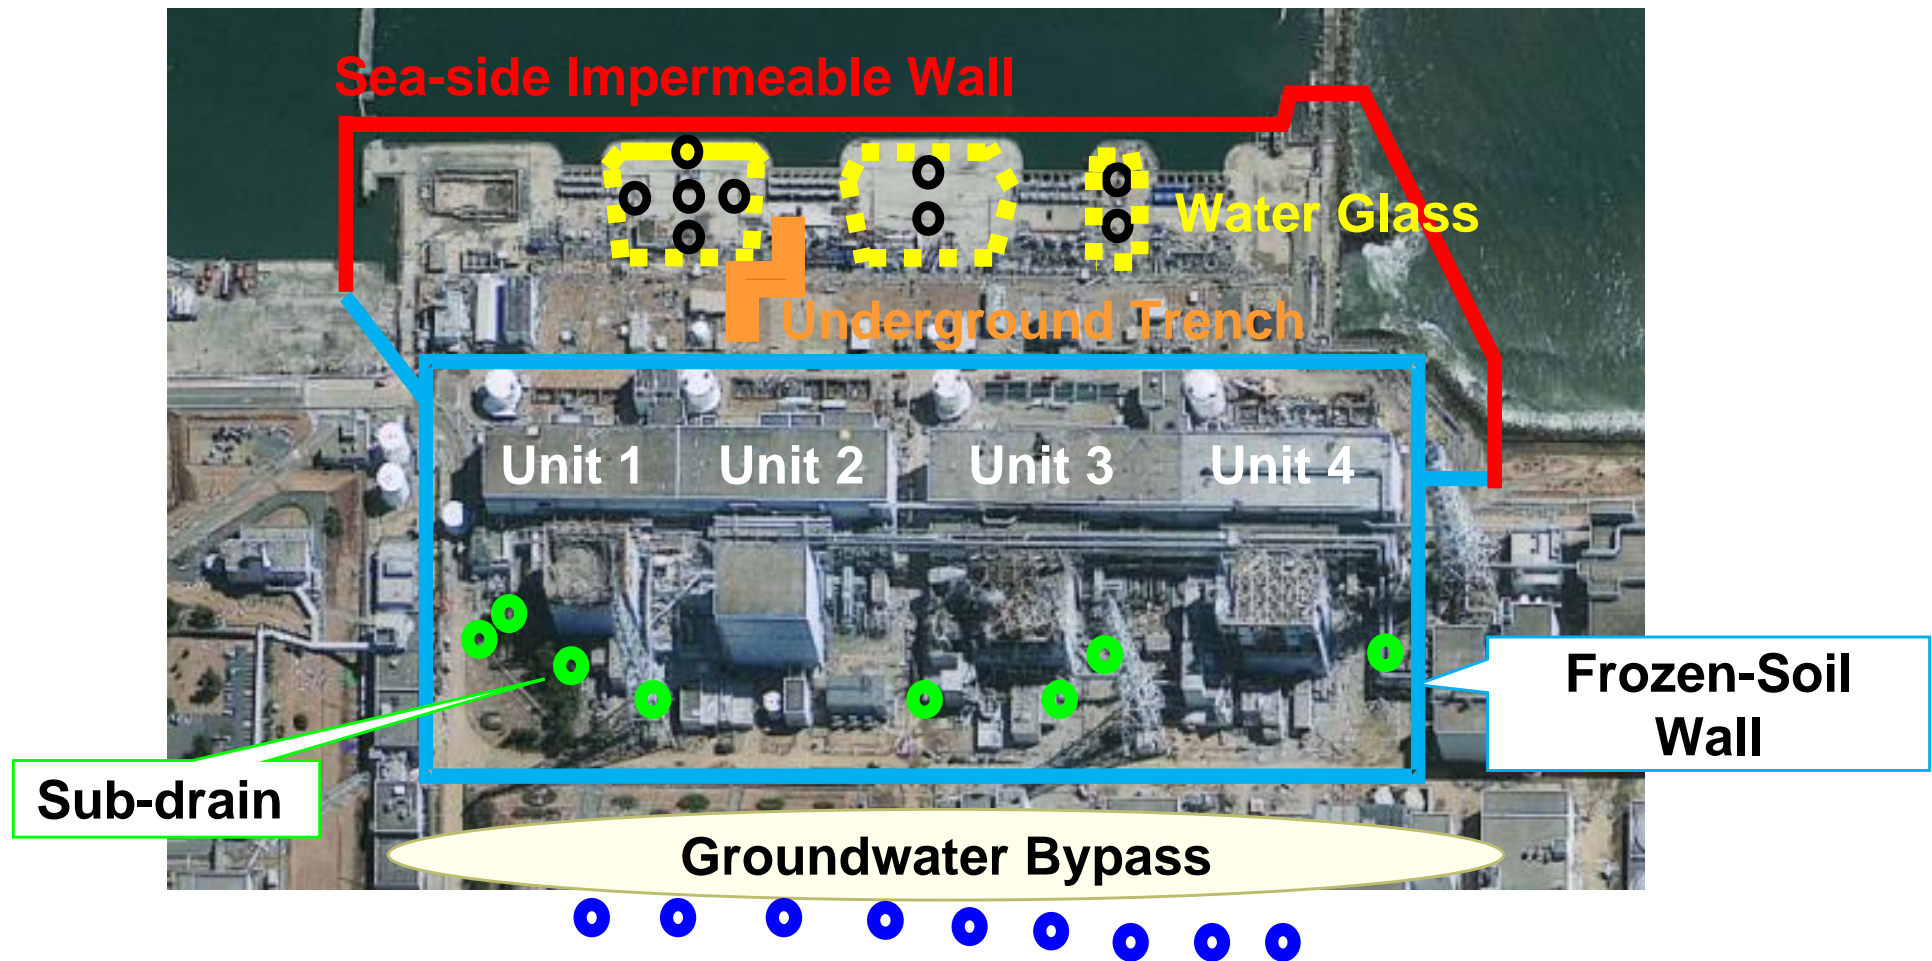 Sea-side Impermeable Wall
Water Glass
Underground Trench
Unit 1
Unit 2
Unit 3
Unit 4
Frozen-Soil
Wall
Sub-drain
Groundwater Bypass